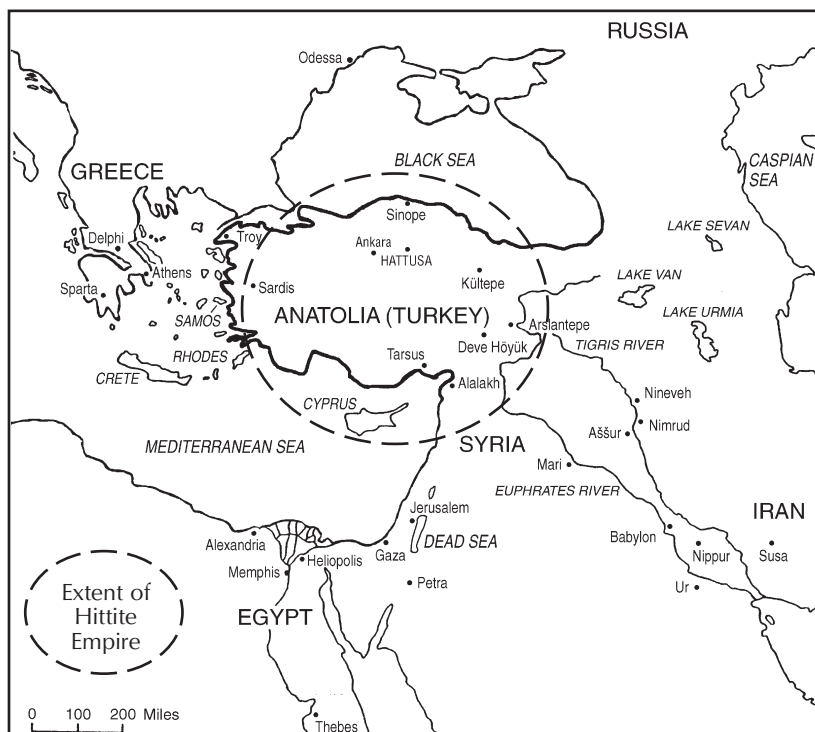 RUSSIA
Odessa
BLACK SEA
CASPIAN
SEA
GREECE
Sinope
LAKE SEVAN
Delphi
Troy
Ankara
HATTUSA
Athens
Kültepe
LAKE VAN
Sparta
Sardis
SAMOS
ANATOLIA (TURKEY)
Arslantepe
LAKE URMIA
Deve Höyük
TIGRIS RIVER
RHODES
Tarsus
CRETE
Alalakh
Nineveh
CYPRUS
Nimrud
Aššur
MEDITERRANEAN SEA
SYRIA
Mari
EUPHRATES RIVER
Jerusalem
IRAN
Alexandria
Gaza
DEAD SEA
Babylon
Nippur
Susa
Heliopolis
Memphis
Petra
Ur
Extent of
Hittite
Empire
EGYPT
0 100 200 Miles
Thebes